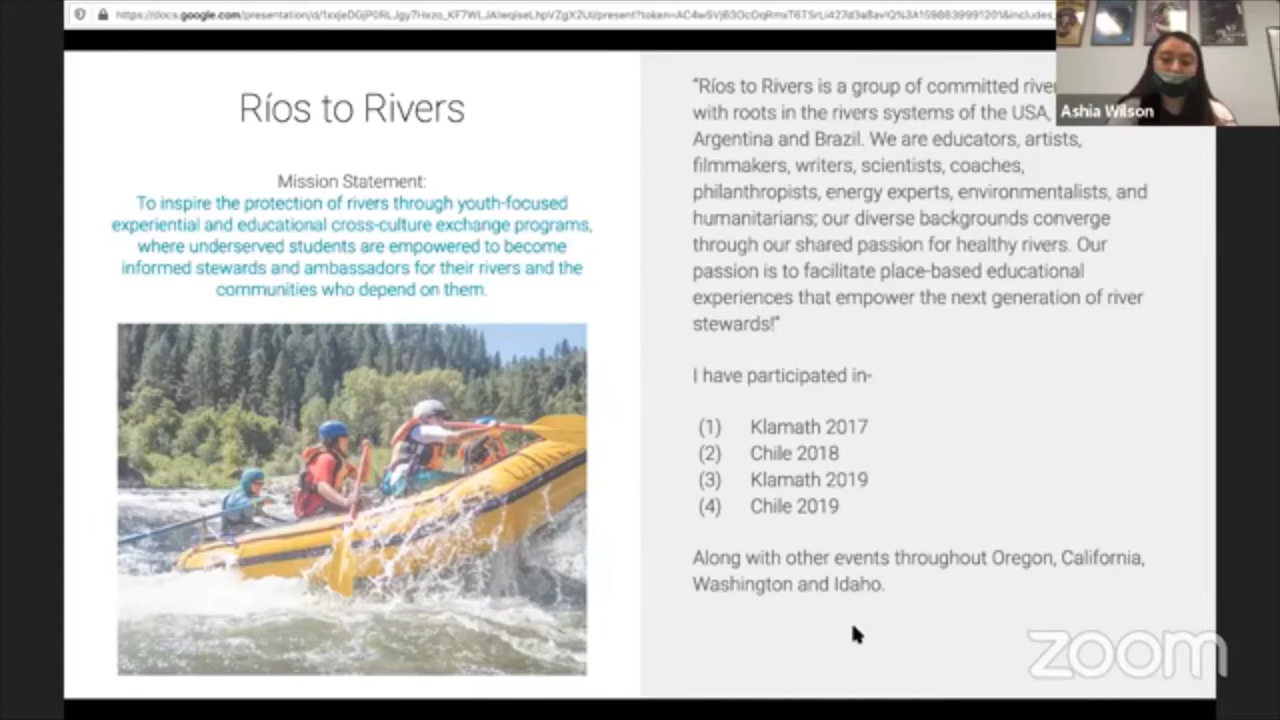 Ríos to Rivers
Mission Statement:
To inspire the protection of rivers through youth-focused
experiential and educational cross-culture exchange programs,
where underserved students are empowered to become
informed stewards and ambassadors for their rivers and the
communities who depend on them.
“Ríos to Rivers is a group of committed
with roots in the rivers systems of the USA,
Argentina and Brazil. We are educators, artists,
filmmakers, writers, scientists, coaches,
philanthropists, energy experts, environmentalists, and
humanitarians; our diverse backgrounds converge
through our shared passion for healthy rivers. Our
passion is to facilitate place-based educational
experiences that empower the next generation of river
stewards!”
I have participated in-
(1) Klamath 2017
(2) Chile 2018
(3) Klamath 2019
(4) Chile 2019
Along with other events throughout Oregon, California,
Washington and Idaho.
Ashia Wilson
zoom